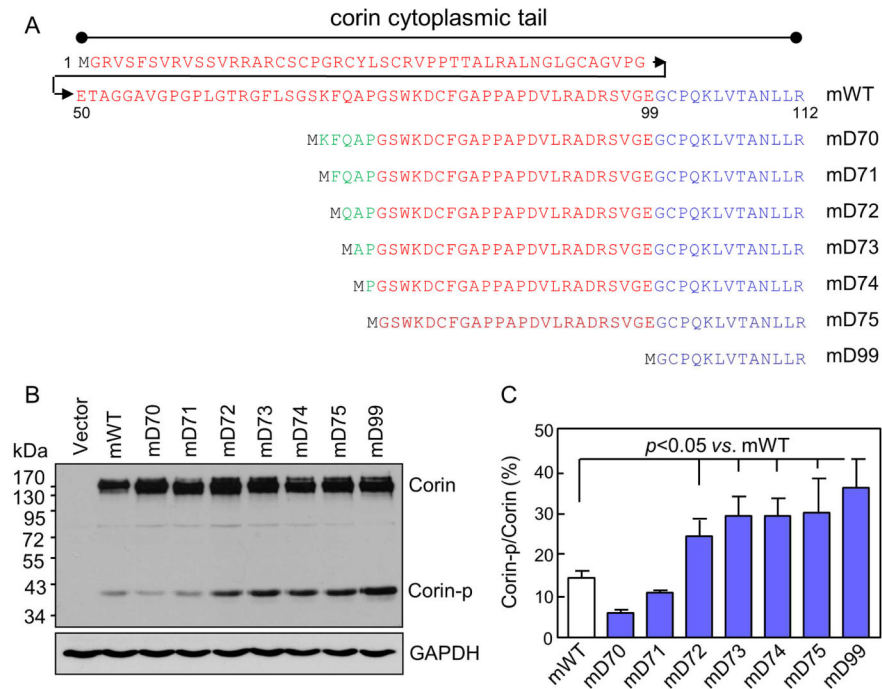 A
corin cytoplasmic tail
1 MGRVSFSVRVSSVRRARCSCPGRCYLSCRVPPTTALRALNGLGCAGVPG
ETAGGAVGPGPLGTRGFLSGSKFQAPGSWKDCFGAPPAPDVLRADRSVGEGCPQKLVTANLLR mWT
50 99 112
MKFQAPGSWKDCFGAPPAPDVLRADRSVGEGCPQKLVTANLLR mD70
MFQAPGSWKDCFGAPPAPDVLRADRSVGEGCPQKLVTANLLR mD71
MQAPGSWKDCFGAPPAPDVLRADRSVGEGCPQKLVTANLLR mD72
MAPGSWKDCFGAPPAPDVLRADRSVGEGCPQKLVTANLLR mD73
MPGSWKDCFGAPPAPDVLRADRSVGEGCPQKLVTANLLR mD74
MGSWKDCFGAPPAPDVLRADRSVGEGCPQKLVTANLLR mD75
MGCPQKLVTANLLR mD99
B
Vector mWT mD70 mD71 mD72 mD73 mD74 mD75 mD99
kDa
170
130
95
72
55
43
34
Corin
Corin-p
GAPDH
C
p<0.05 vs. mWT
Corin-p/Corin (%)
50
40
30
20
10
0
mWT mD70 mD71 mD72 mD73 mD74 mD75 mD99